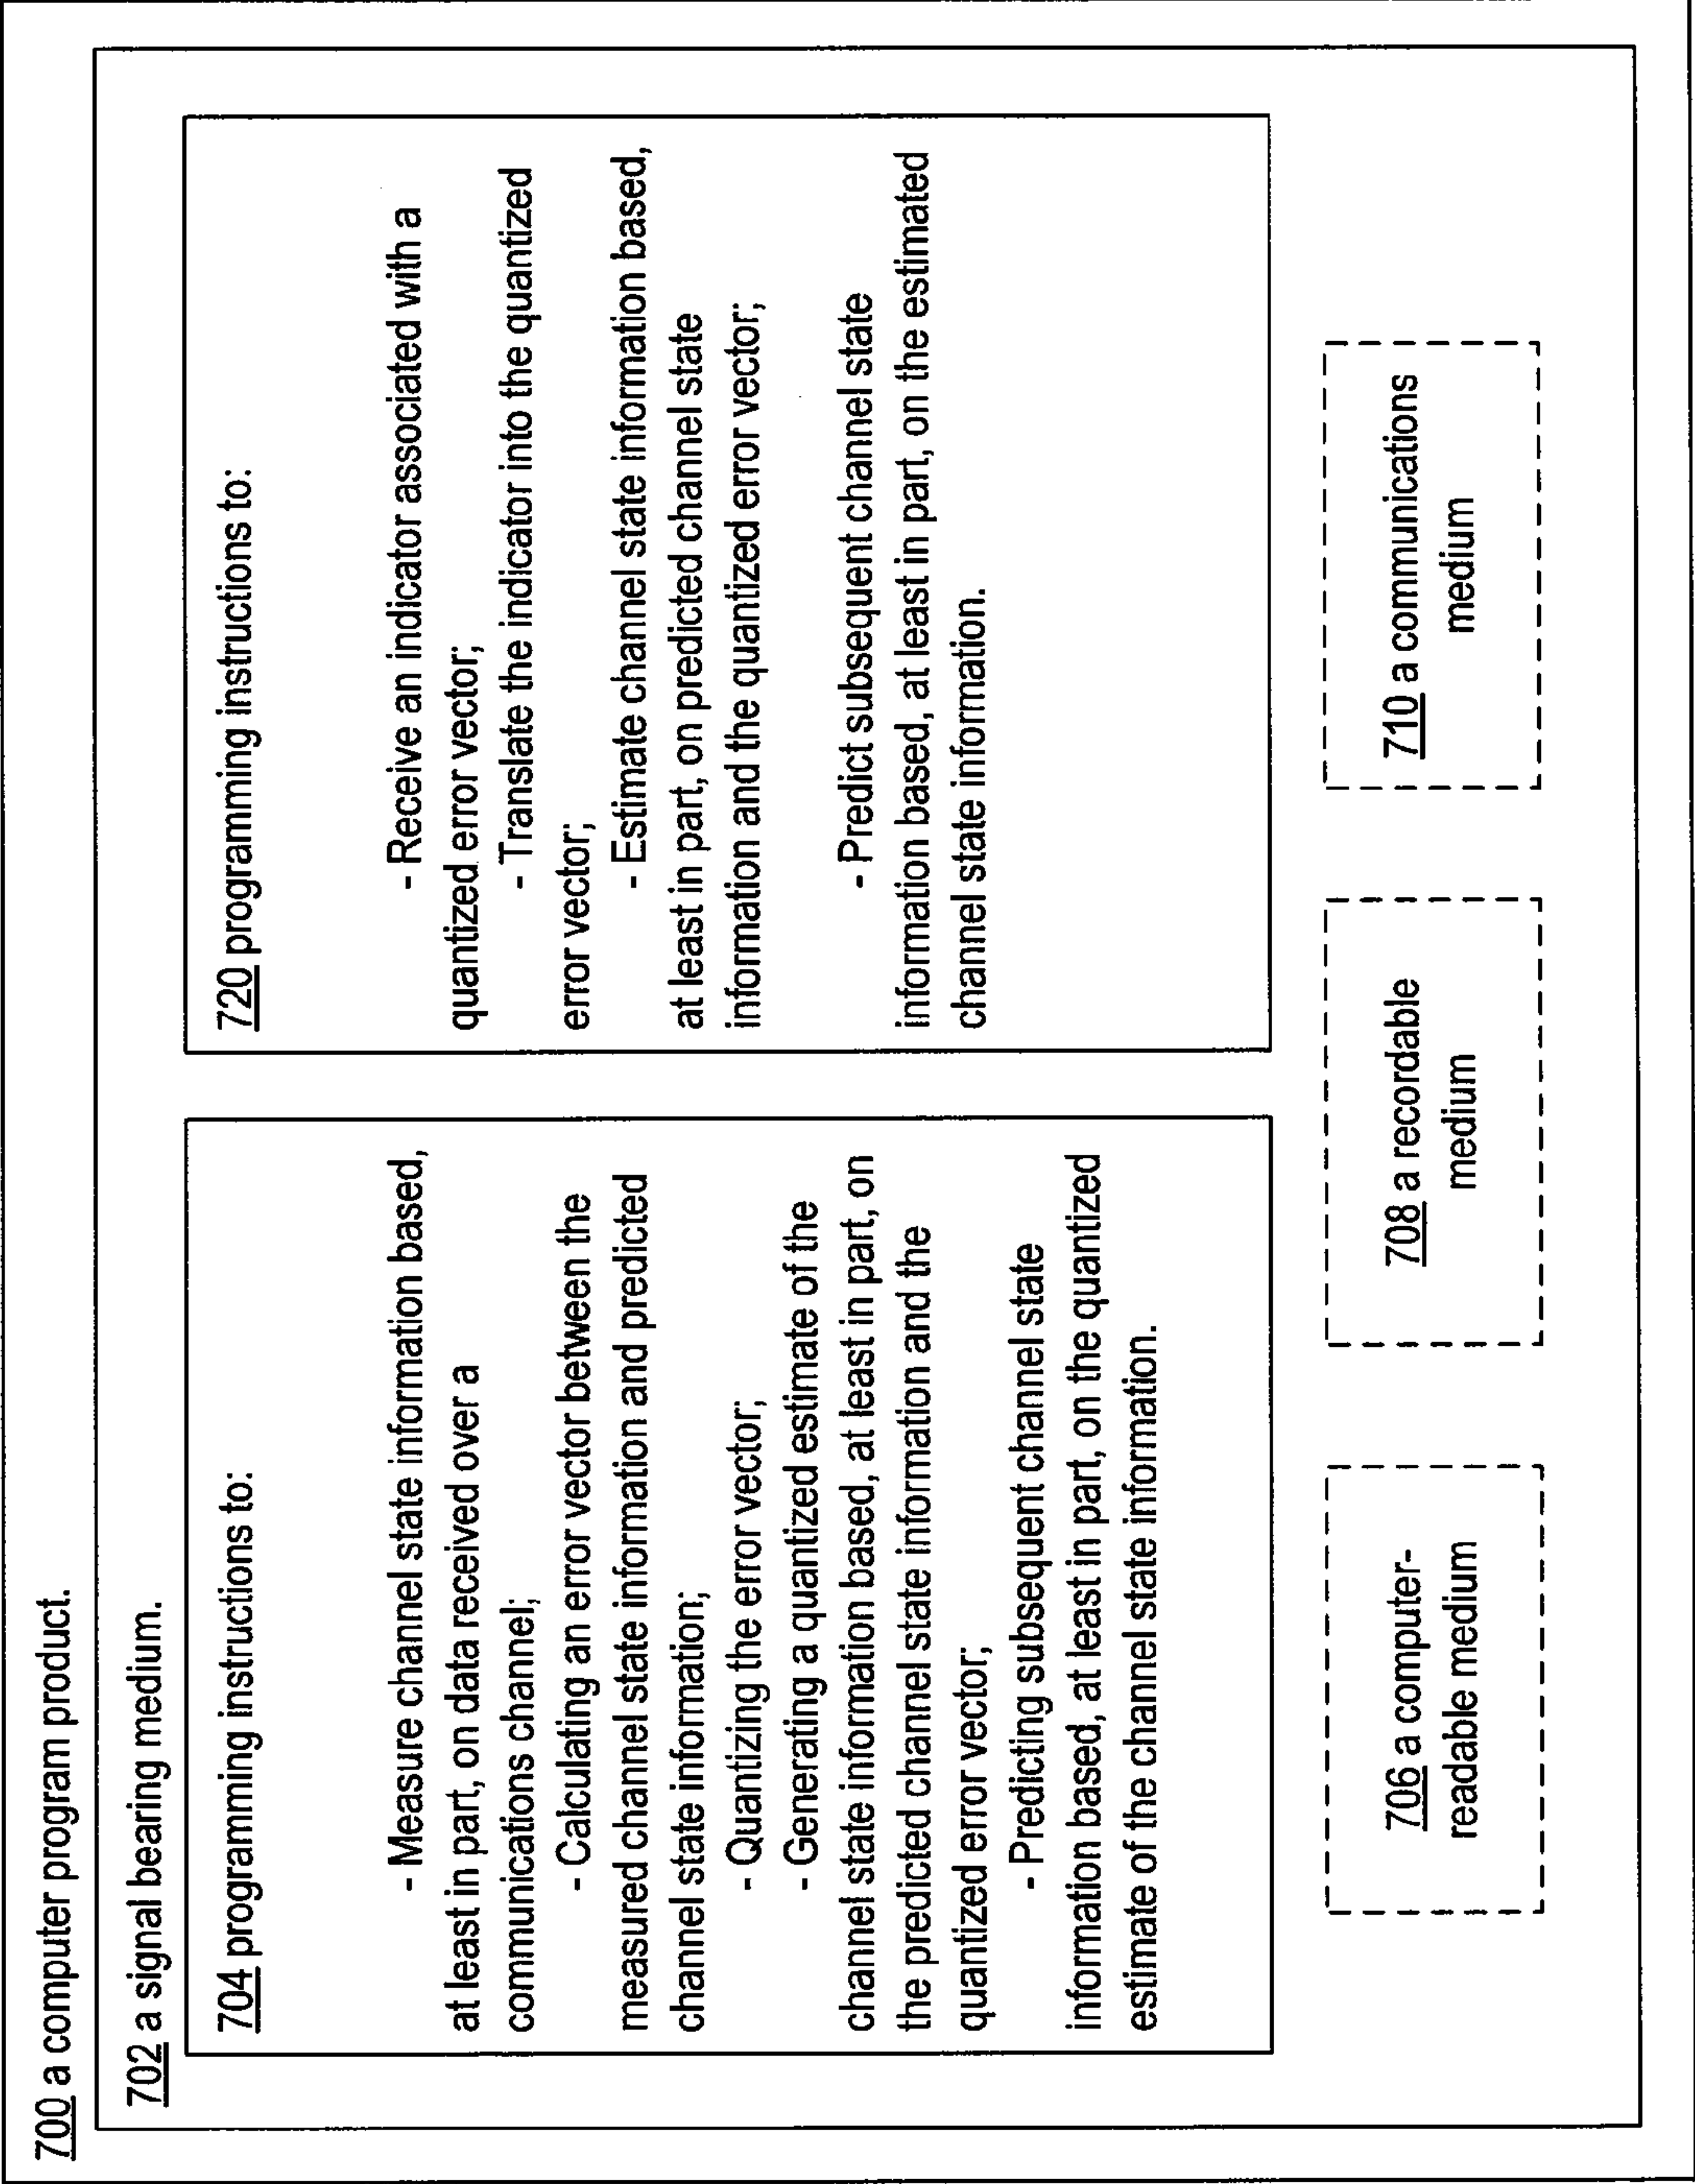 700 a computer program product.
702 a signal bearing medium.
704 programming instructions to:
- Measure channel state information based,
at least in part, on data received over a
communications channel;
- Calculating an error vector between the
measured channel state information and predicted
channel state information;
- Quantizing the error vector;
- Generating a quantized estimate of the
channel state information based, at least in part, on
the predicted channel state information and the
quantized error vector;
- Predicting subsequent channel state
information based, at least in part, on the quantized
estimate of the channel state information.
720 programming instructions to:
- Receive an indicator associated with a
quantized error vector;
- Translate the indicator into the quantized
error vector;
- Estimate channel state information based,
at least in part, on predicted channel state
information and the quantized error vector;
- Predict subsequent channel state
information based, at least in part, on the estimated
channel state information.
706 a computer-
readable medium
708 a recordable
medium
710 a communications
medium